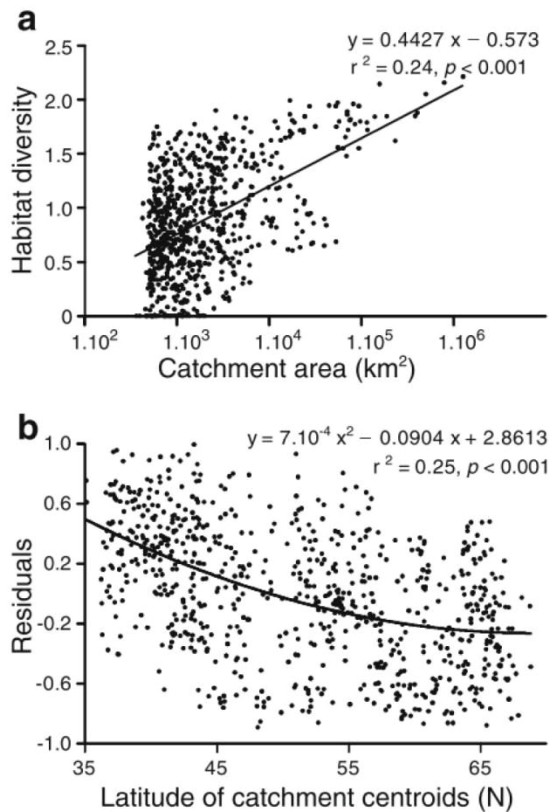 a
y = 0.4427 x − 0.573
r² = 0.24, p < 0.001
2.5
2.0
1.5
1.0
0.5
0
Habitat diversity
1.10² 1.10³ 1.10⁴ 1.10⁵ 1.10⁶
Catchment area (km²)
b
y = 7.10⁻⁴ x² − 0.0904 x + 2.8613
r² = 0.25, p < 0.001
1.0
0.6
0.2
-0.2
-0.6
-1.0
Residuals
35 45 55 65
Latitude of catchment centroids (N)